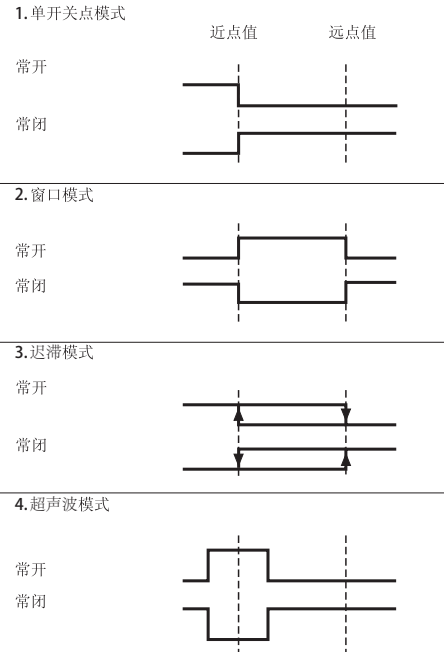 1. 单开关点模式
近点值 远点值
常开
常闭
2. 窗口模式
常开
常闭
3. 迟滞模式
常开
常闭
4. 超声波模式
常开
常闭